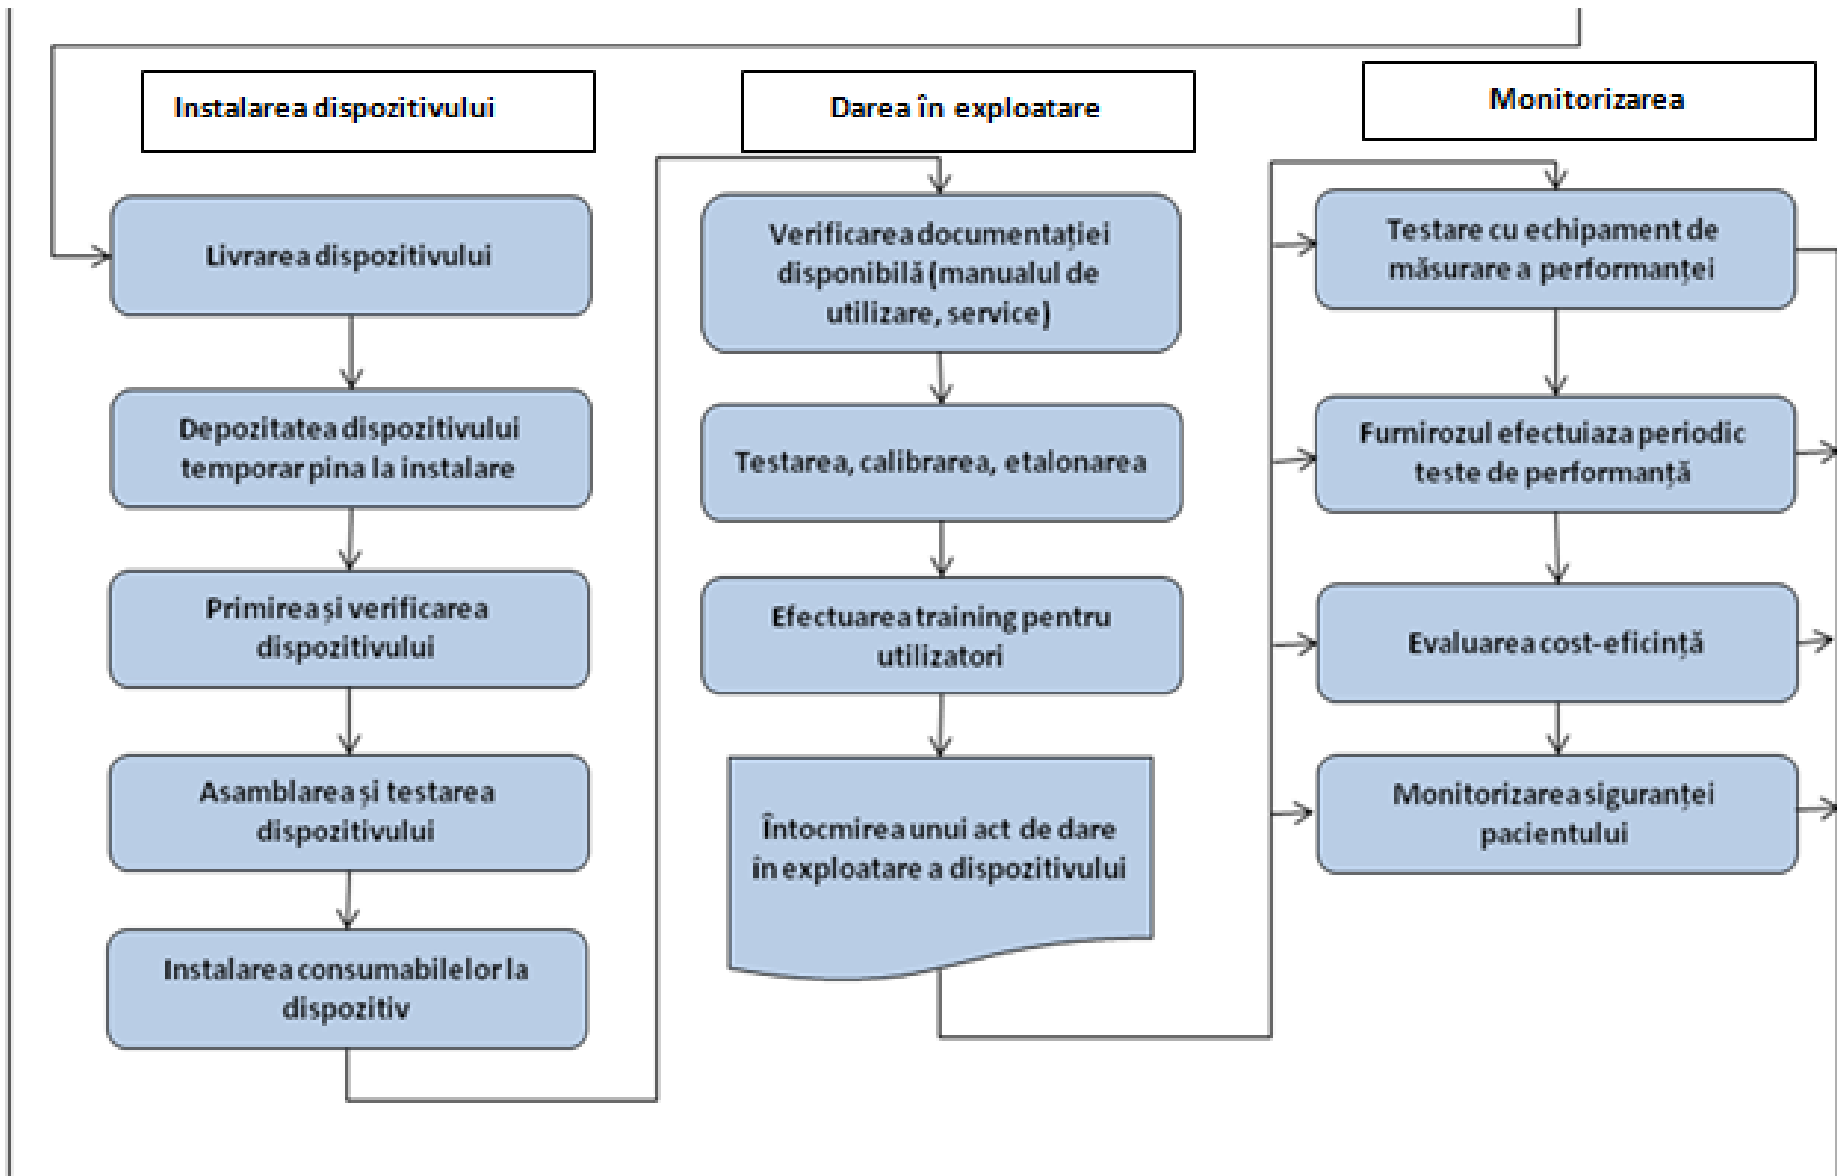 Instalarea dispozitivului
Livrarea dispozitivului
Depozitatea dispozitivului
temporar pina la instalare
Primirea și verificarea
dispozitivului
Asamblarea și testarea
dispozitivului
Instalarea consumabilelor la
dispozitiv
Darea în exploatare
Verificarea documentației
disponibilă (manualul de
utilizare, service)
Testarea, calibrarea, etalonarea
Efectuarea training pentru
utilizatori
Întocmirea unui act de dare
în exploatare a dispozitivului
Monitorizarea
Testare cu echipament de
măsurare a performanței
Furnirozul efectuiaza periodic
teste de performanță
Evaluarea cost-eficință
Monitorizarea siguranței
pacientului